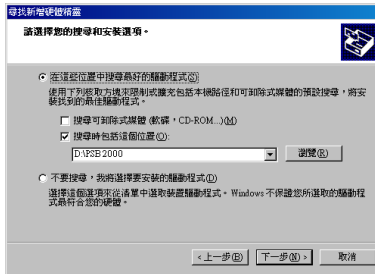 尋找新增硬體精靈
請選擇您的搜尋和安裝選項。
在這些位置中搜尋最好的驅動程式(S)
使用下列核取方塊來限制或擴充包括本機路徑和可卸除式媒體的預設搜尋，將安
裝找到的最佳驅動程式。
搜尋可卸除式媒體 (軟碟，CD-ROM...)(M)
搜尋時包括這個位置(O):
D:\PSB2000
瀏覽(R)
不要搜尋，我將選擇要安裝的驅動程式(D)
選擇這個選項來從清單中選取裝置驅動程式。Windows 不保證您所選取的驅動程
式最符合您的硬體。
<上一步(B)
下一步(N)>
取消